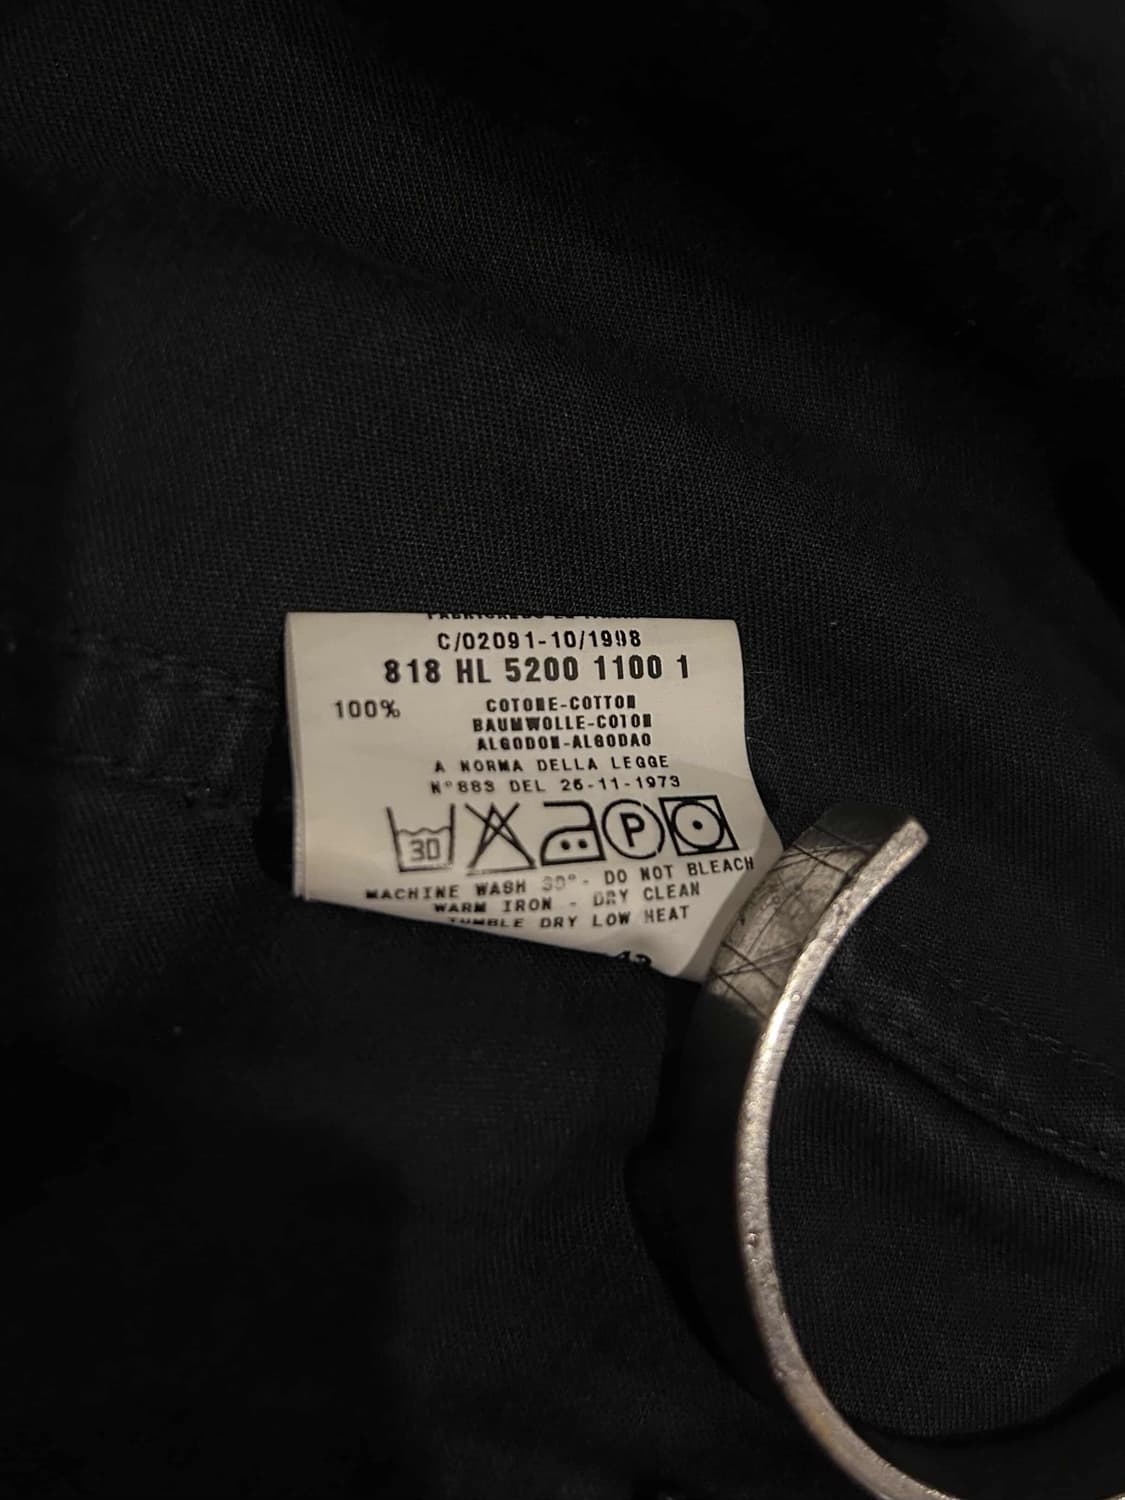 C/02091-10/1998
818 HL 5200 1100 1
100% COTONE-COTTON
BAUMWOLLE-COTON
ALGODON-ALGODAO
A NORMA DELLA LEGGE
N°883 DEL 26-11-1973
30 P
MACHINE WASH 30°- DO NOT BLEACH
WARM IRON - DRY CLEAN
TUMBLE DRY LOW HEAT